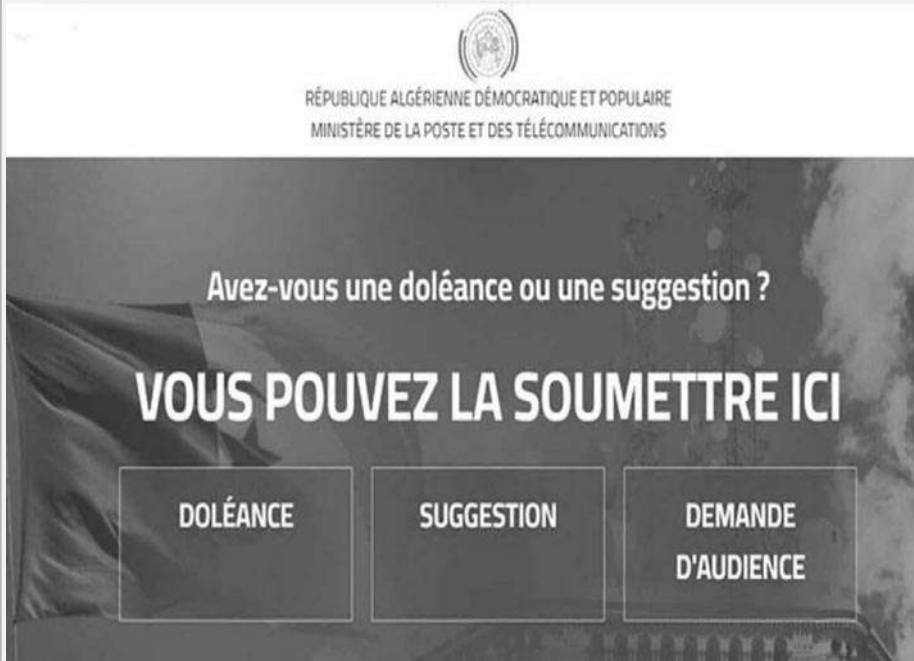 RÉPUBLIQUE ALGÉRIENNE DÉMOCRATIQUE ET POPULAIRE
MINISTÈRE DE LA POSTE ET DES TÉLÉCOMMUNICATIONS
Avez-vous une doléance ou une suggestion ?
VOUS POUVEZ LA SOUMETTRE ICI
DOLÉANCE
SUGGESTION
DEMANDE
D'AUDIENCE